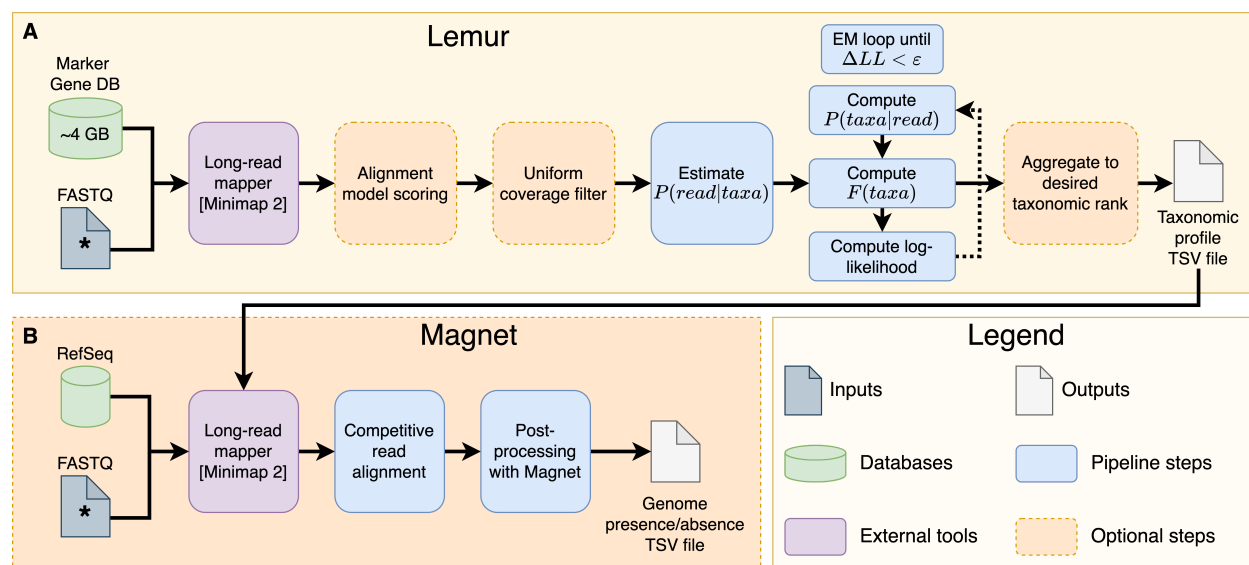 A
Lemur
Marker
Gene DB
~4 GB
FASTQ
*
Long-read
mapper
[Minimap 2]
Alignment
model scoring
Uniform
coverage filter
Estimate
P(read|taxa)
EM loop until
ΔLL < ε
Compute
P(taxa|read)
Compute
F(taxa)
Compute log-
likelihood
Aggregate to
desired
taxonomic rank
Taxonomic
profile
TSV file
B
Magnet
RefSeq
FASTQ
*
Long-read
mapper
[Minimap 2]
Competitive
read
alignment
Post-
processing
with Magnet
Genome
presence/absence
TSV file
Legend
Inputs
Outputs
Databases
Pipeline steps
External tools
Optional steps